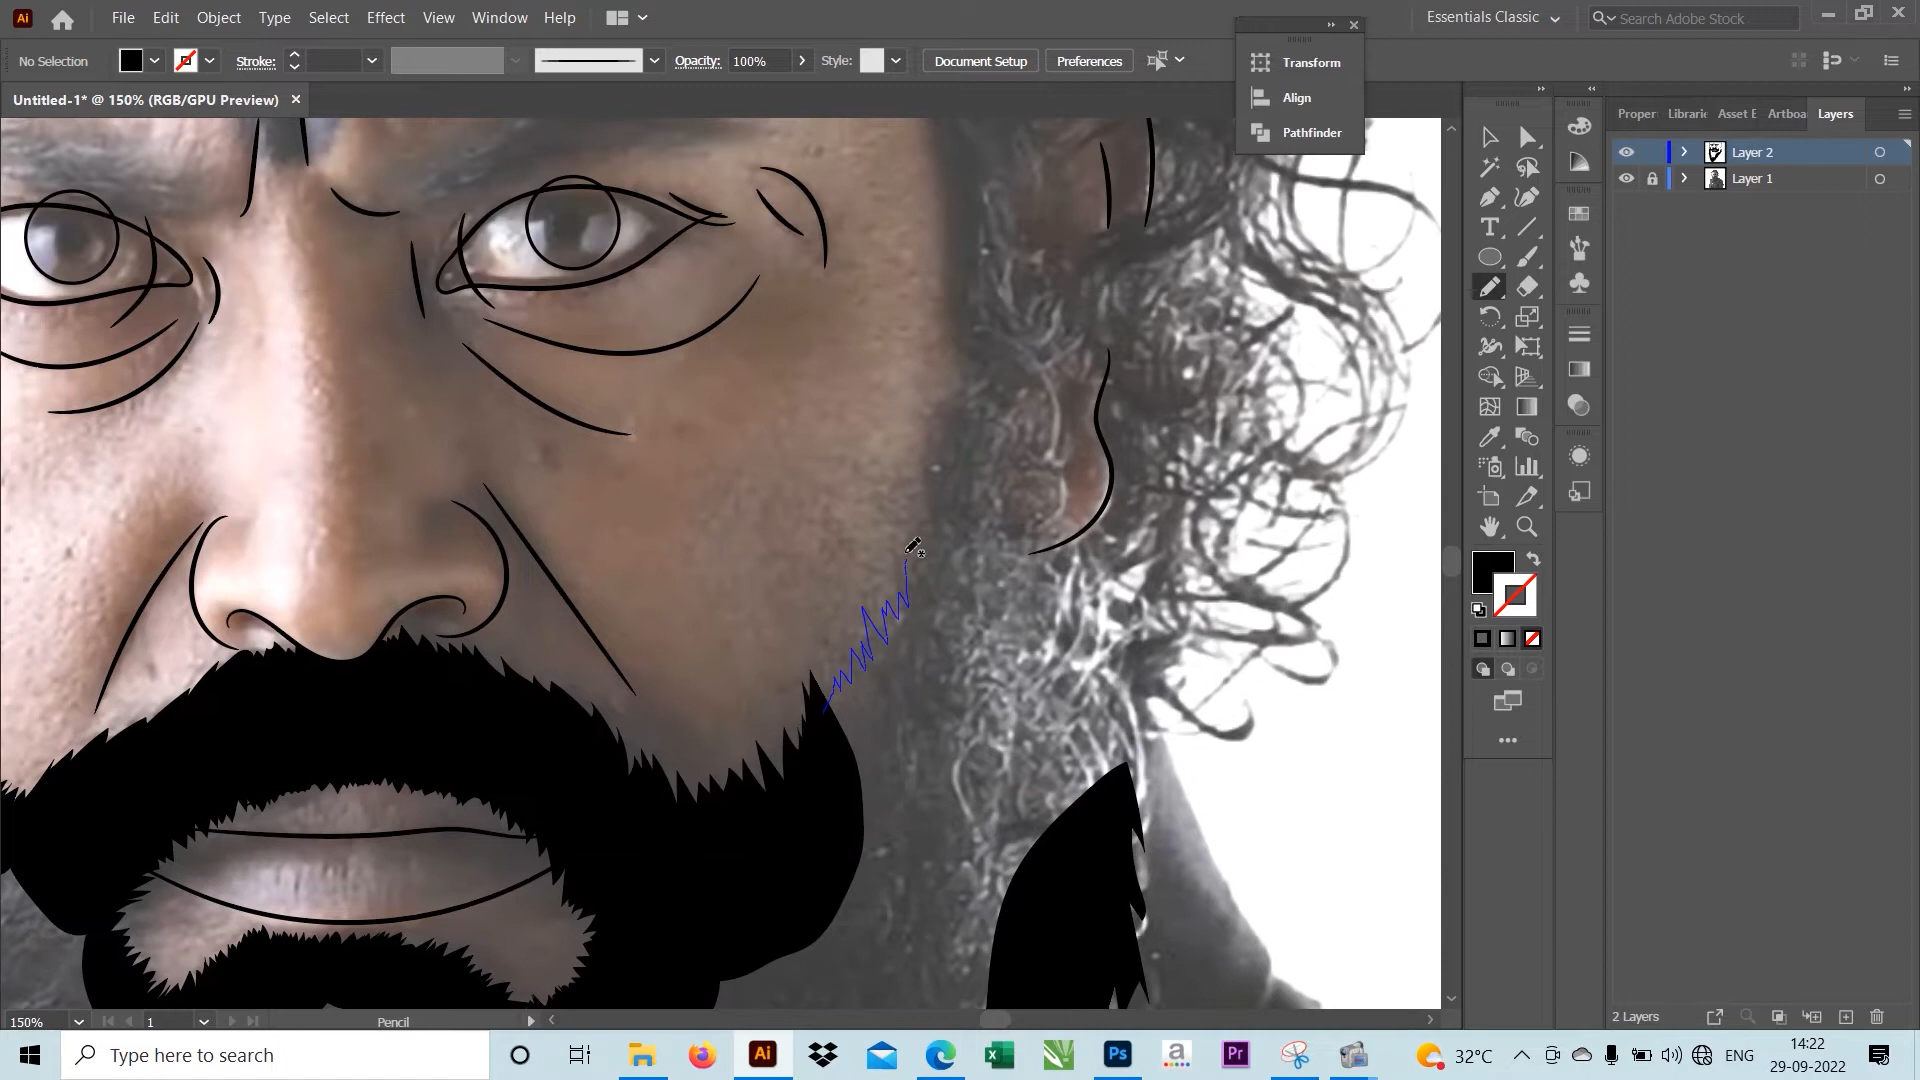 Ai File Edit Object Type Select Effect View Window Help Essentials Classic Search Adobe Stock
No Selection Stroke: Opacity: 100% Style: Document Setup Preferences
Transform
Align
Pathfinder
Untitled-1* @ 150% (RGB/GPU Preview)
Proper Librarie Asset E Artboa Layers
Layer 2
Layer 1
150% 1 Pencil
2 Layers
Type here to search Ai Ps a Pr 32°C ENG
14:22
29-09-2022